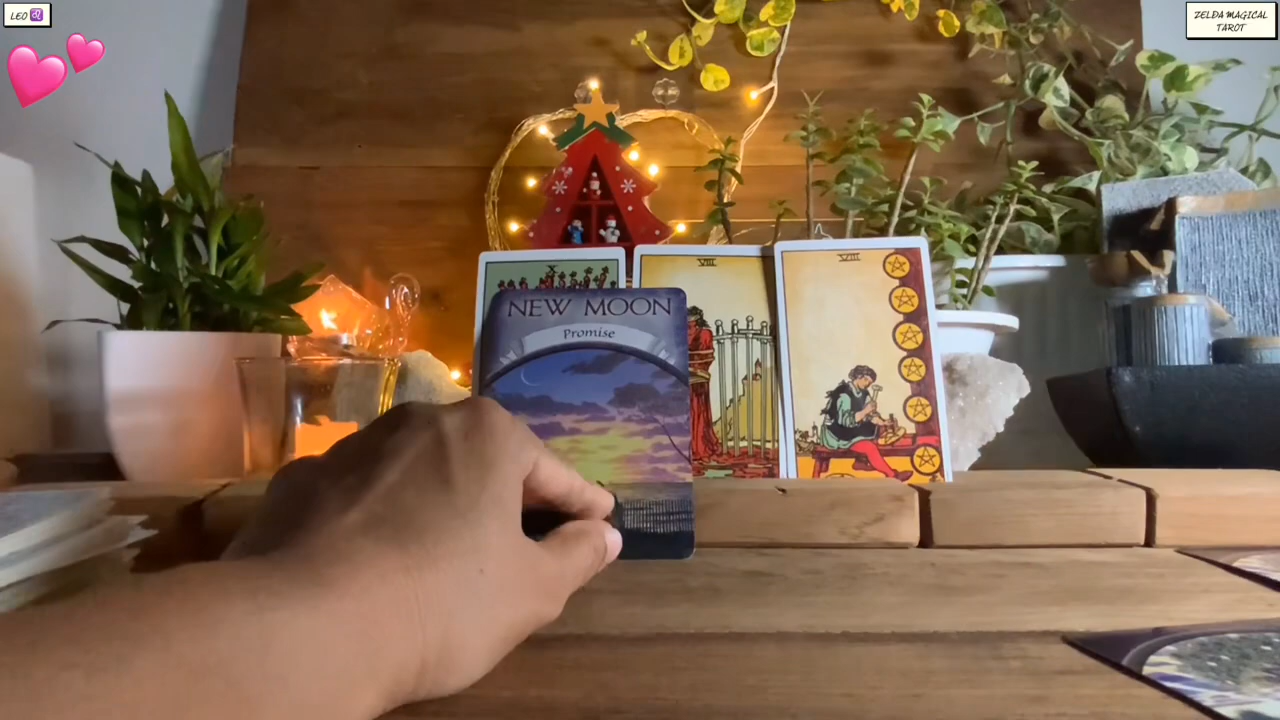 LEO ♌
ZELDA MAGICAL
TAROT
X
VIII
VIII
NEW MOON
Promise